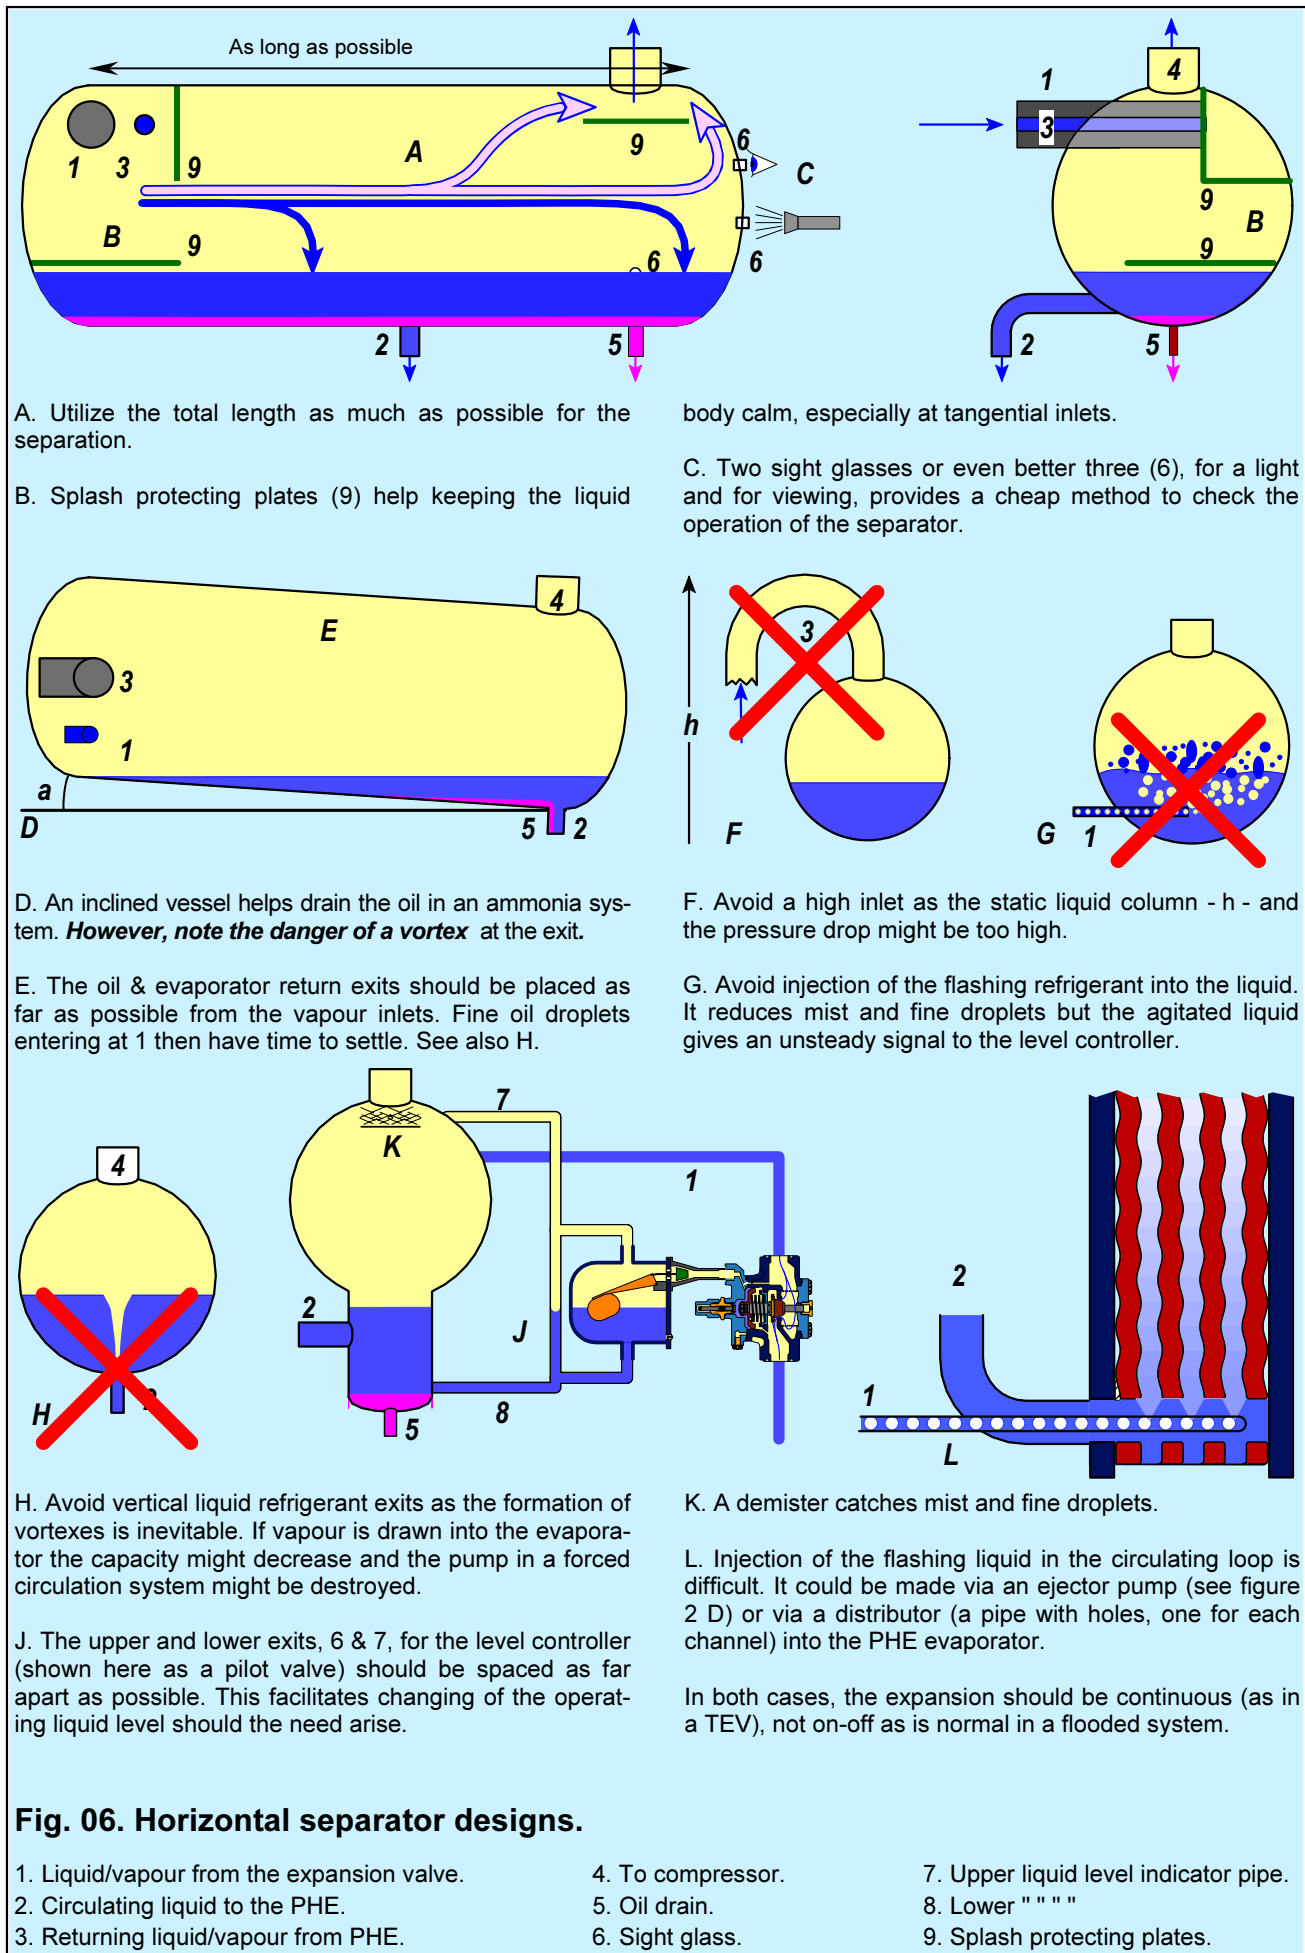 As long as possible
1
3
9
A
9
6
C
B
9
6
6
2
5
1
4
3
9
B
9
2
5
A. Utilize the total length as much as possible for the
separation.
B. Splash protecting plates (9) help keeping the liquid
body calm, especially at tangential inlets.
C. Two sight glasses or even better three (6), for a light
and for viewing, provides a cheap method to check the
operation of the separator.
4
E
3
1
a
D
5
2
h
3
F
G
1
D. An inclined vessel helps drain the oil in an ammonia sys-
tem. However, note the danger of a vortex at the exit.
E. The oil & evaporator return exits should be placed as
far as possible from the vapour inlets. Fine oil droplets
entering at 1 then have time to settle. See also H.
F. Avoid a high inlet as the static liquid column - h - and
the pressure drop might be too high.
G. Avoid injection of the flashing refrigerant into the liquid.
It reduces mist and fine droplets but the agitated liquid
gives an unsteady signal to the level controller.
4
H
K
7
1
2
J
8
5
2
1
L
H. Avoid vertical liquid refrigerant exits as the formation of
vortexes is inevitable. If vapour is drawn into the evapora-
tor the capacity might decrease and the pump in a forced
circulation system might be destroyed.
J. The upper and lower exits, 6 & 7, for the level controller
(shown here as a pilot valve) should be spaced as far
apart as possible. This facilitates changing of the operat-
ing liquid level should the need arise.
K. A demister catches mist and fine droplets.
L. Injection of the flashing liquid in the circulating loop is
difficult. It could be made via an ejector pump (see figure
2 D) or via a distributor (a pipe with holes, one for each
channel) into the PHE evaporator.
In both cases, the expansion should be continuous (as in
a TEV), not on-off as is normal in a flooded system.
Fig. 06. Horizontal separator designs.
1. Liquid/vapour from the expansion valve.
2. Circulating liquid to the PHE.
3. Returning liquid/vapour from PHE.
4. To compressor.
5. Oil drain.
6. Sight glass.
7. Upper liquid level indicator pipe.
8. Lower " " " "
9. Splash protecting plates.